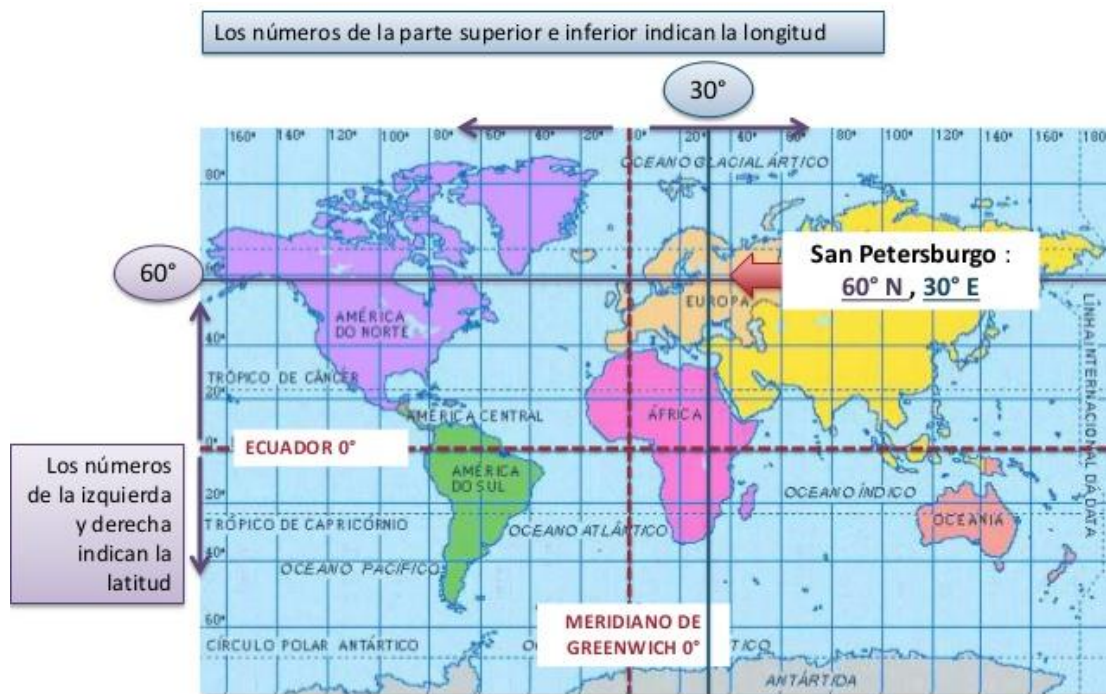 Los números de la parte superior e inferior indican la longitud
30°
160° 140° 120° 100° 80° 60° 40° 20° 0° 20° 40° 60° 80° 100° 120° 140° 160° 180°
OCEANO GLACIAL ÁRTICO
80°
60°
San Petersburgo :
60° N , 30° E
60°
EUROPA
AMÉRICA
DO NORTE
40°
TRÓPICO DE CÂNCER
20°
AMÉRICA CENTRAL
ÁFRICA
LINHA INTERNACIONAL DÁ DATA
0°
ECUADOR 0°
Los números
de la izquierda
y derecha
indican la
latitud
AMÉRICA
DO SUL
OCEANO ÍNDICO
20°
TRÓPICO DE CAPRICÓRNIO
OCEANO ATLÂNTICO
OCEANIA
40°
OCEANO PACÍFICO
60°
MERIDIANO DE
GREENWICH 0°
CÍRCULO POLAR ANTÁRTICO
TICO
ANTÁRTIDA